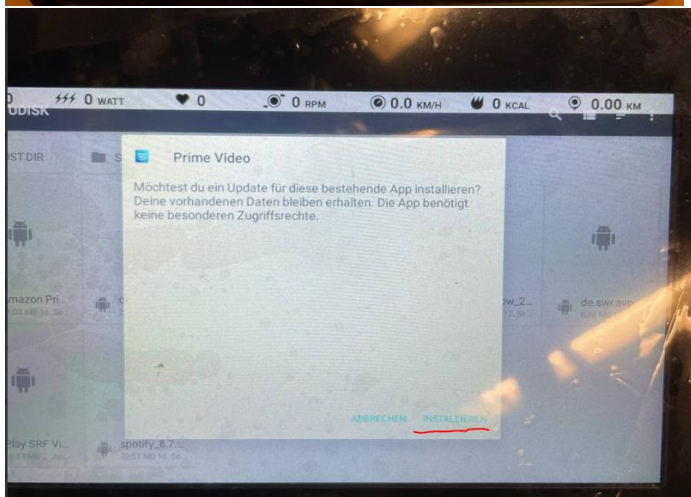 0 WATT 0 0 RPM 0.0 KM/H 0 KCAL 0.00 KM
UDISK
ST.DIR S
Prime Video
Möchtest du ein Update für diese bestehende App installieren?
Deine vorhandenen Daten bleiben erhalten. Die App benötigt
keine besonderen Zugriffsrechte.
mazon Pri...
ow_2...
de.swr.avp
ABBRECHEN INSTALLIEREN
Play SRF Vi...
spotify_8.7...